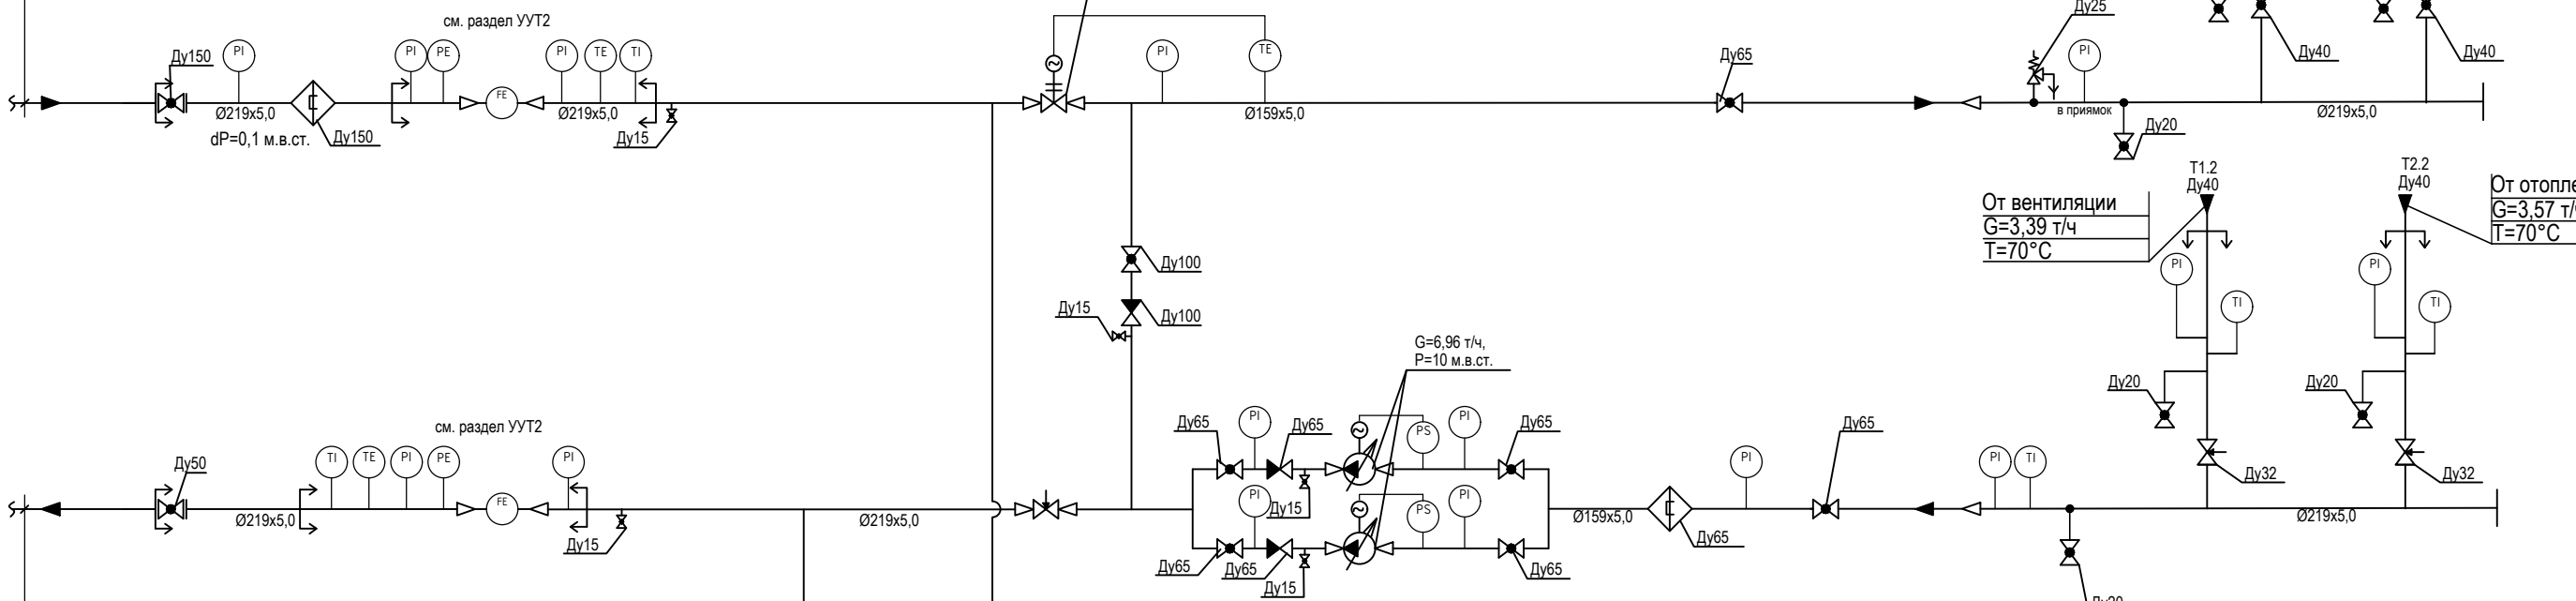 см. раздел УУТ2
Ду25
Ду150
PI
PI
PE
PI
TE
TI
PI
TE
Ду65
PI
Ду40
Ду40
FE
Ø219x5,0
Ø219x5,0
Ø159x5,0
в приямок
Ø219x5,0
dP=0,1 м.в.ст.
Ду150
Ду15
Ду20
T1.2
Ду40
T2.2
Ду40
От вентиляции
G=3,39 т/ч
T=70°C
G=3,57
T=70°C
Ду100
Ду15
Ду100
PI
TI
PI
TI
G=6,96 т/ч,
P=10 м.в.ст.
Ду20
Ду20
см. раздел УУТ2
Ду50
TI
TE
PI
PE
PI
Ду65
PI
Ду65
PS
PI
Ду65
PI
Ду65
PI
TI
Ду32
Ду32
FE
Ø219x5,0
Ø219x5,0
PI
Ду15
PS
PI
Ø159x5,0
Ø219x5,0
Ду15
Ду65
Ду65
Ду15
Ду65
Ду65